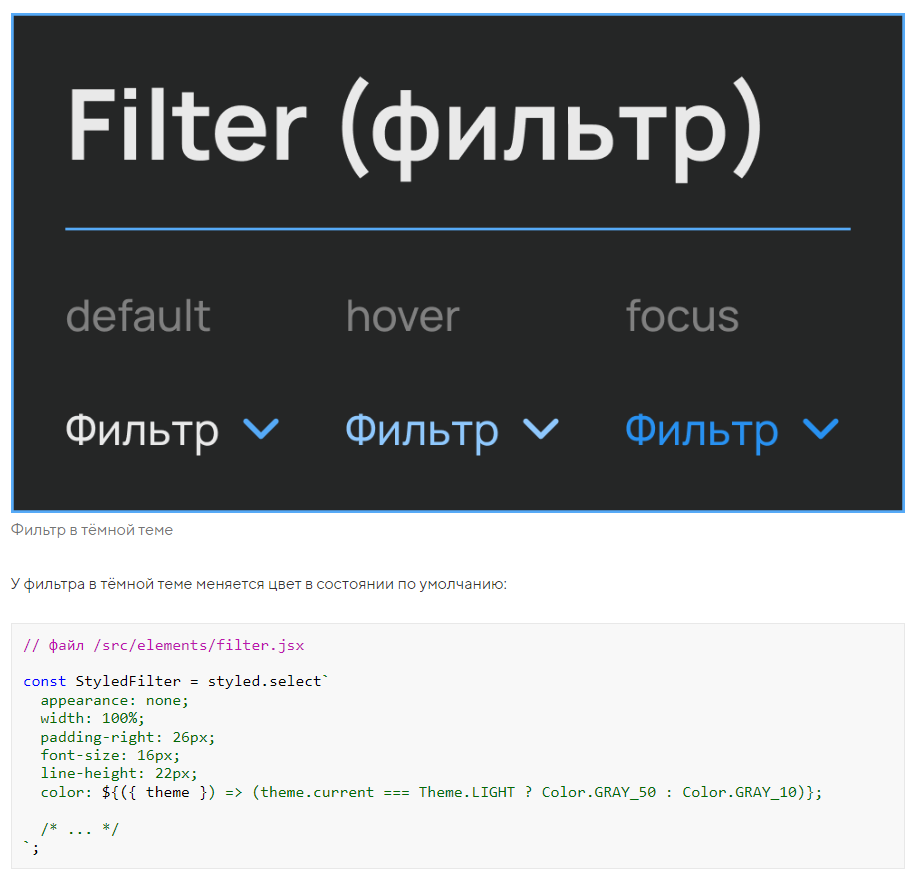 Filter (фильтр)
default hover focus
Фильтр Фильтр Фильтр
Фильтр в тёмной теме
У фильтра в тёмной теме меняется цвет в состоянии по умолчанию:
// файл /src/elements/filter.jsx
const StyledFilter = styled.select`
  appearance: none;
  width: 100%;
  padding-right: 26px;
  font-size: 16px;
  line-height: 22px;
  color: ${({ theme }) => (theme.current === Theme.LIGHT ? Color.GRAY_50 : Color.GRAY_10)};
  /* ... */
`;